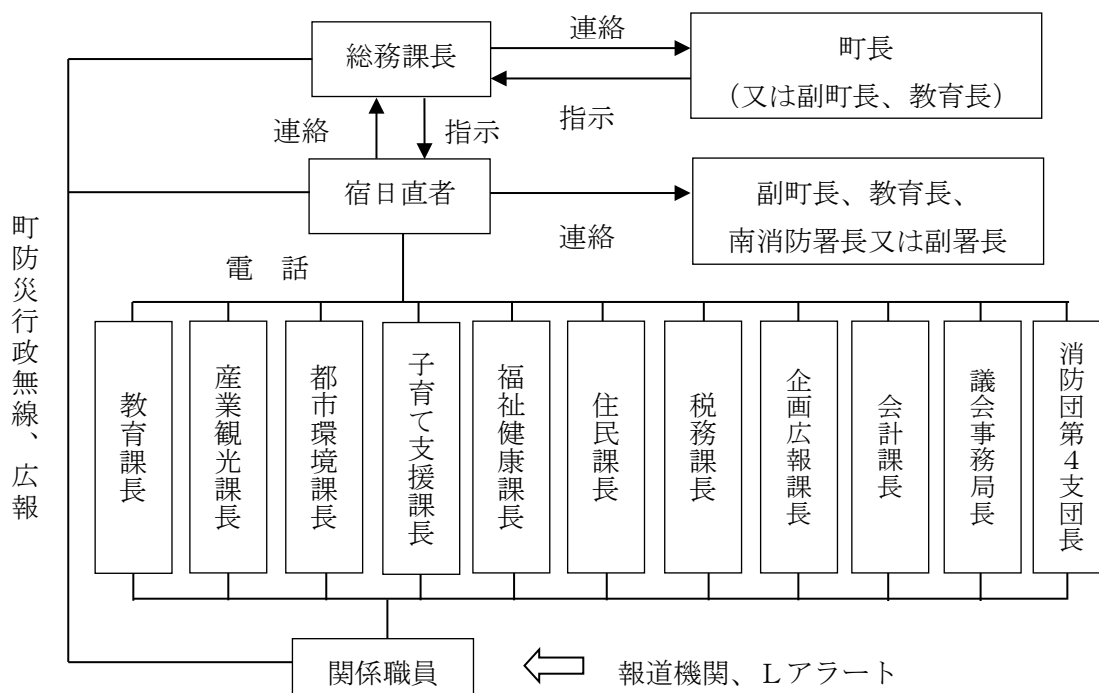 連絡
総務課長
町長
（又は副町長、教育長）
指示
連絡
指示
宿日直者
副町長、教育長、
南消防署長又は副署長
連絡
町防災行政無線、広報
電　話
教育課長
産業観光課長
都市環境課長
子育て支援課長
福祉健康課長
住民課長
税務課長
企画広報課長
会計課長
議会事務局長
消防団第４支団長
関係職員
報道機関、Ｌアラート